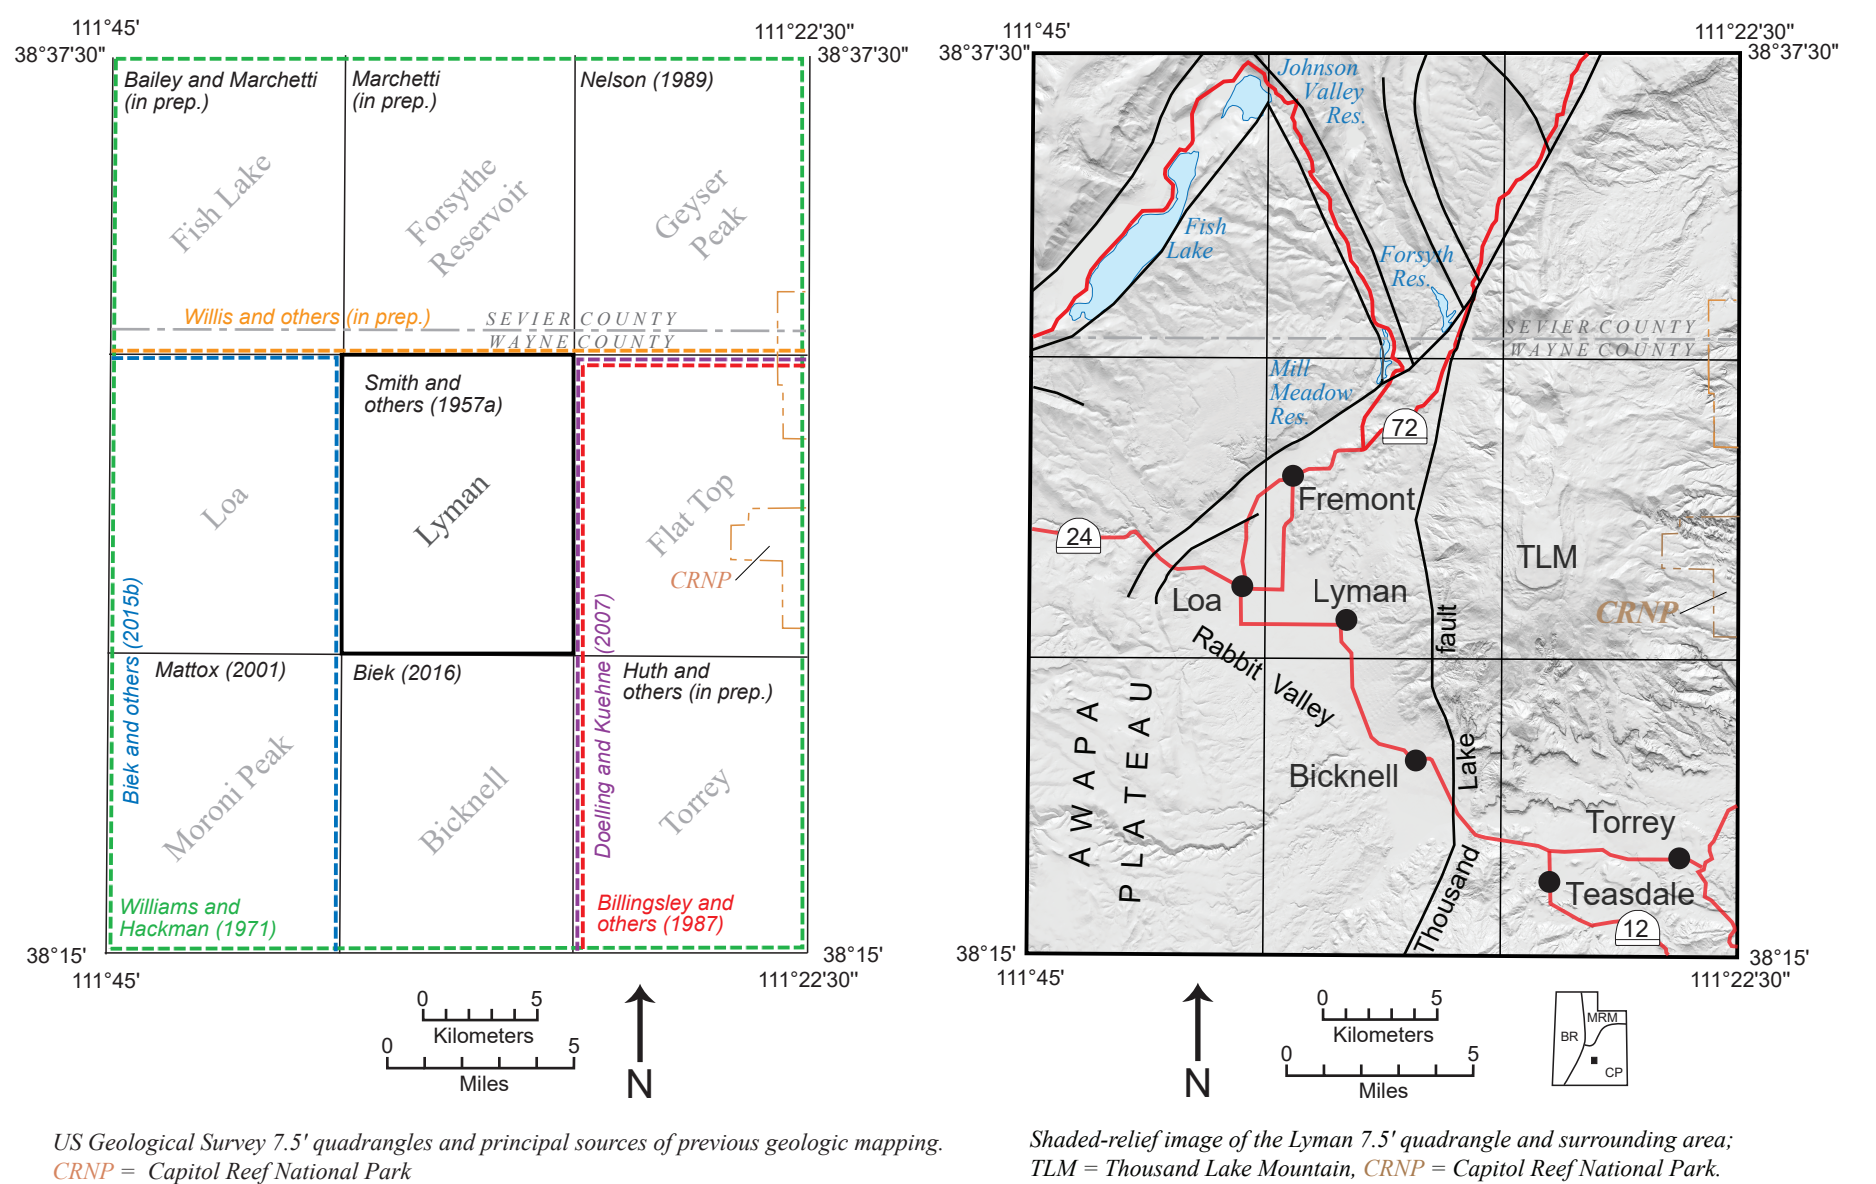 111°45'
111°22'30"
38°37'30"
38°37'30"
Bailey and Marchetti
(in prep.)
Marchetti
(in prep.)
Nelson (1989)
Fish Lake
Forsythe
Reservoir
Geyser
Peak
Willis and others (in prep.)
SEVIER COUNTY
WAYNE COUNTY
Smith and
others (1957a)
Loa
Lyman
Flat Top
CRNP
Biek and others (2015b)
Doelling and Kuehne (2007)
Mattox (2001)
Biek (2016)
Huth and
others (in prep.)
Moroni Peak
Bicknell
Torrey
Williams and
Hackman (1971)
Billingsley and
others (1987)
38°15'
38°15'
111°45'
111°22'30"
0 5
Kilometers
0 5
Miles
N
US Geological Survey 7.5' quadrangles and principal sources of previous geologic mapping.
CRNP = Capitol Reef National Park
111°45'
111°22'30"
38°37'30"
38°37'30"
Johnson
Valley
Res.
Fish
Lake
Forsyth
Res.
SEVIER COUNTY
WAYNE COUNTY
Mill
Meadow
Res.
72
Fremont
24
TLM
Loa
Lyman
CRNP
Rabbit Valley
AWAPA
PLATEAU
Thousand Lake fault
Bicknell
Torrey
Teasdale
12
38°15'
38°15'
111°45'
111°22'30"
0 5
Kilometers
0 5
Miles
N
MRM
BR
CP
Shaded-relief image of the Lyman 7.5' quadrangle and surrounding area;
TLM = Thousand Lake Mountain, CRNP = Capitol Reef National Park.